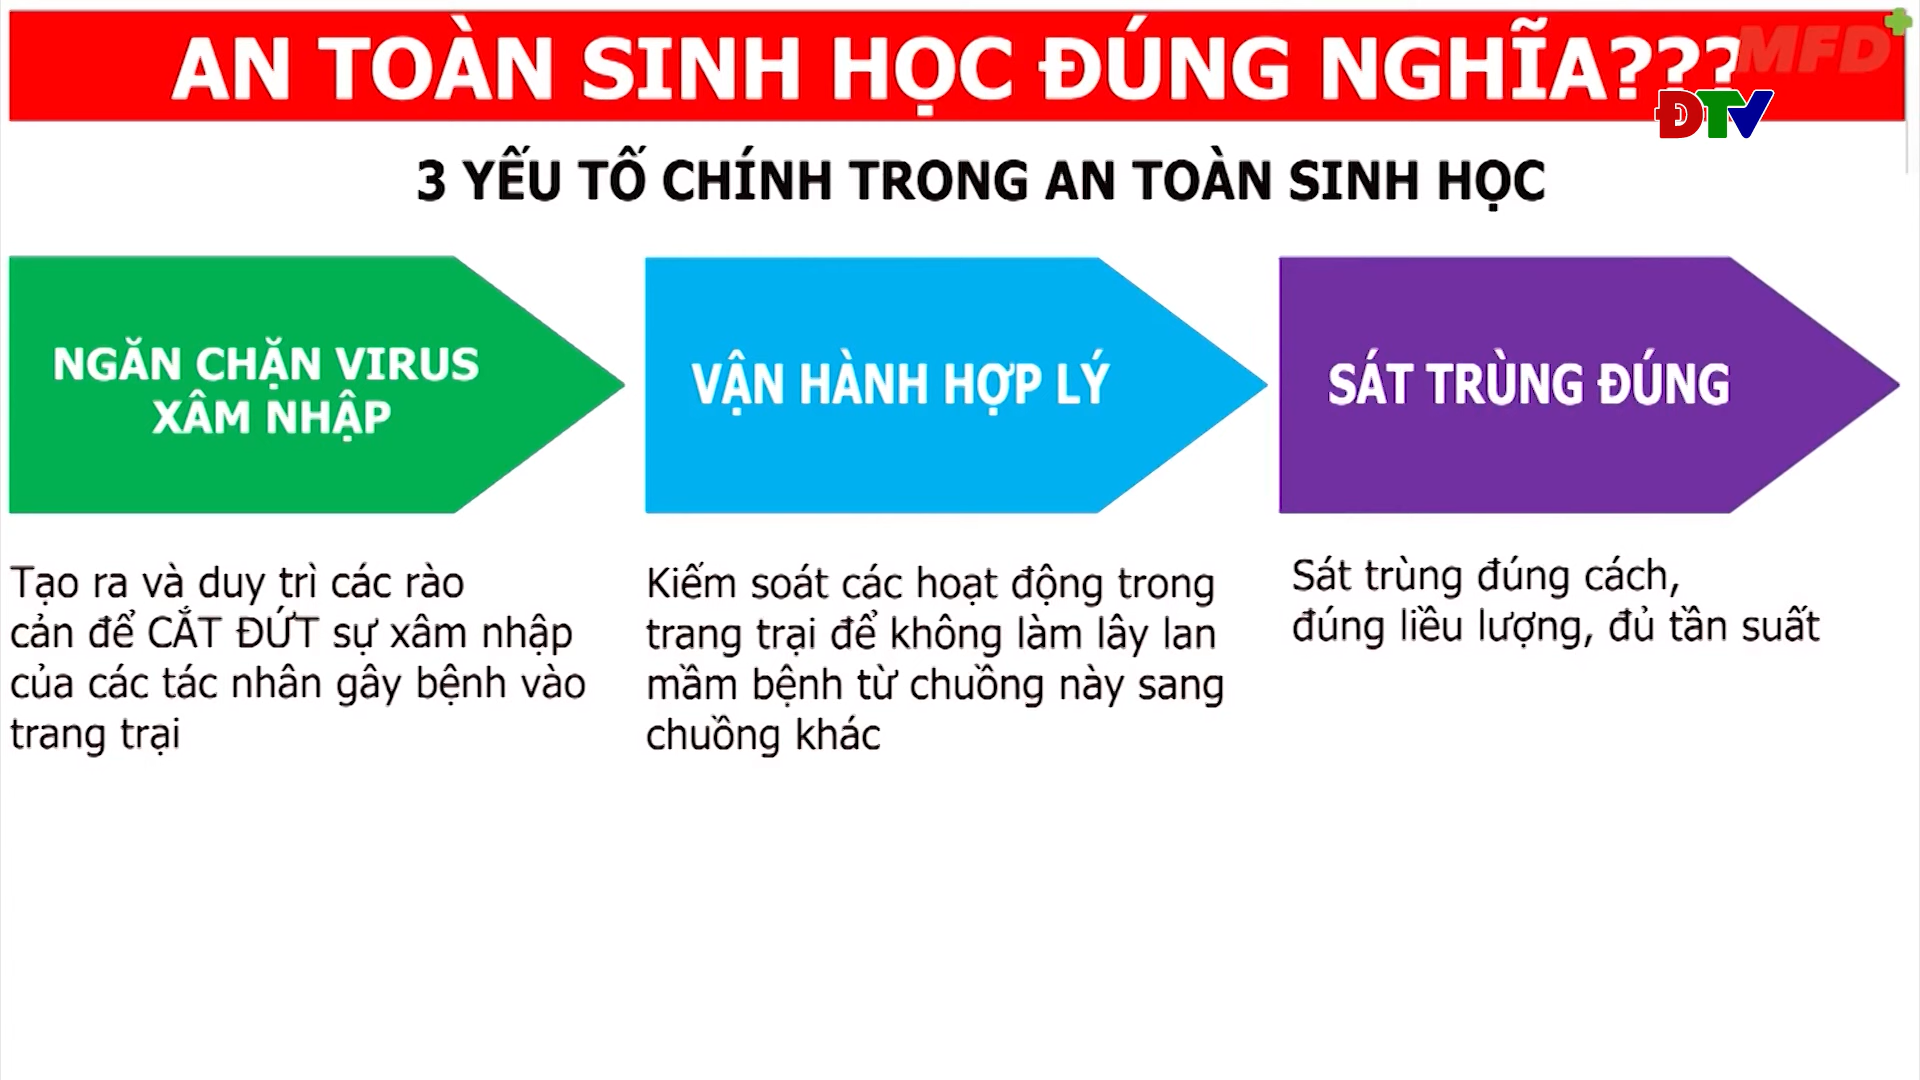 AN TOÀN SINH HỌC ĐÚNG NGHĨA???
MFD
ĐTV
3 YẾU TỐ CHÍNH TRONG AN TOÀN SINH HỌC
NGĂN CHẶN VIRUS
XÂM NHẬP
VẬN HÀNH HỢP LÝ
SÁT TRÙNG ĐÚNG
Tạo ra và duy trì các rào
cản để CẮT ĐỨT sự xâm nhập
của các tác nhân gây bệnh vào
trang trại
Kiểm soát các hoạt động trong
trang trại để không làm lây lan
mầm bệnh từ chuồng này sang
chuồng khác
Sát trùng đúng cách,
đúng liều lượng, đủ tần suất